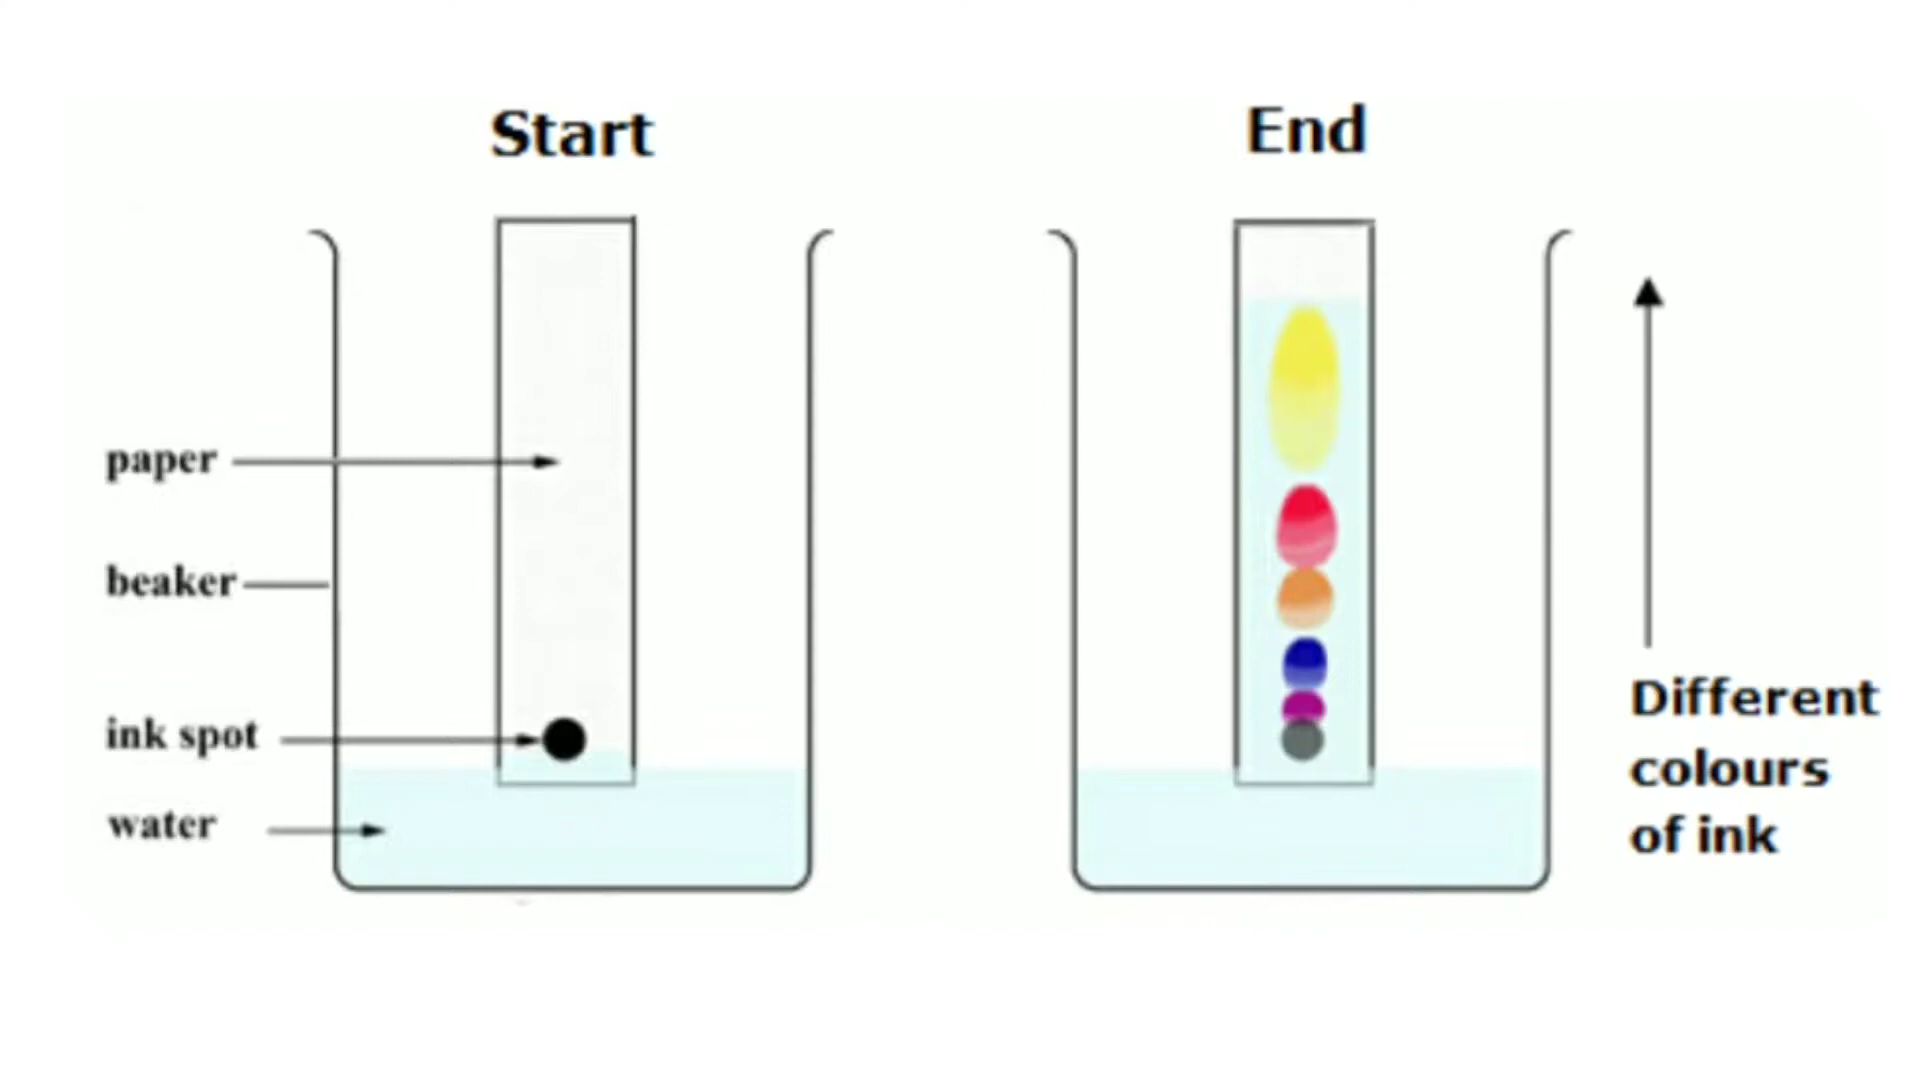 Start
End
paper
beaker
ink spot
water
Different
colours
of ink